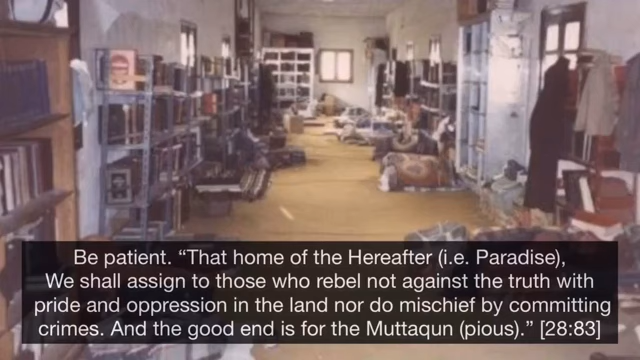 Be patient. “That home of the Hereafter (i.e. Paradise),
We shall assign to those who rebel not against the truth with
pride and oppression in the land nor do mischief by committing
crimes. And the good end is for the Muttaqun (pious).” [28:83]